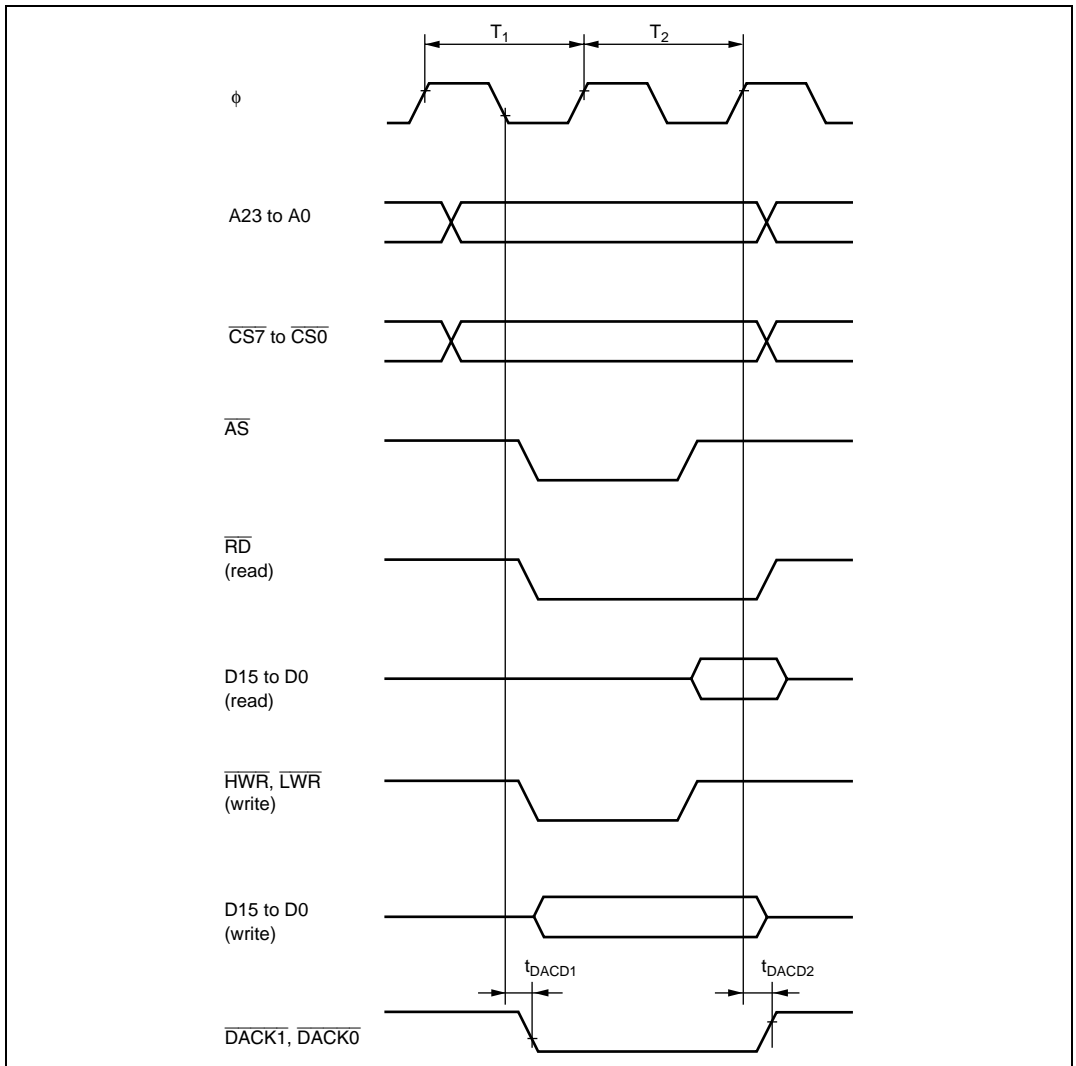 T1 T2
φ
A23 to A0
CS7 to CS0
AS
RD
(read)
D15 to D0
(read)
HWR, LWR
(write)
D15 to D0
(write)
tDACD1 tDACD2
DACK1, DACK0